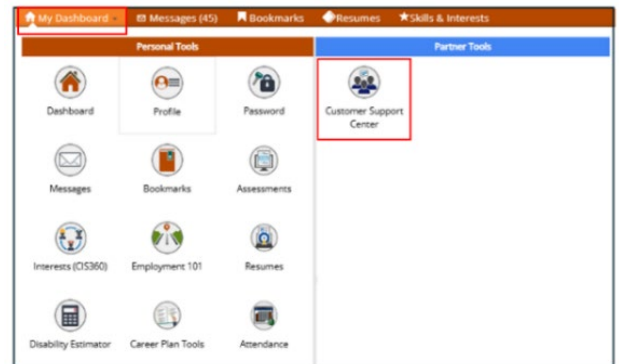 My Dashboard
Messages (45)
Bookmarks
Resumes
Skills & Interests
Personal Tools
Partner Tools
Dashboard
Profile
Password
Customer Support
Center
Messages
Bookmarks
Assessments
Interests (CIS360)
Employment 101
Resumes
Disability Estimator
Career Plan Tools
Attendance